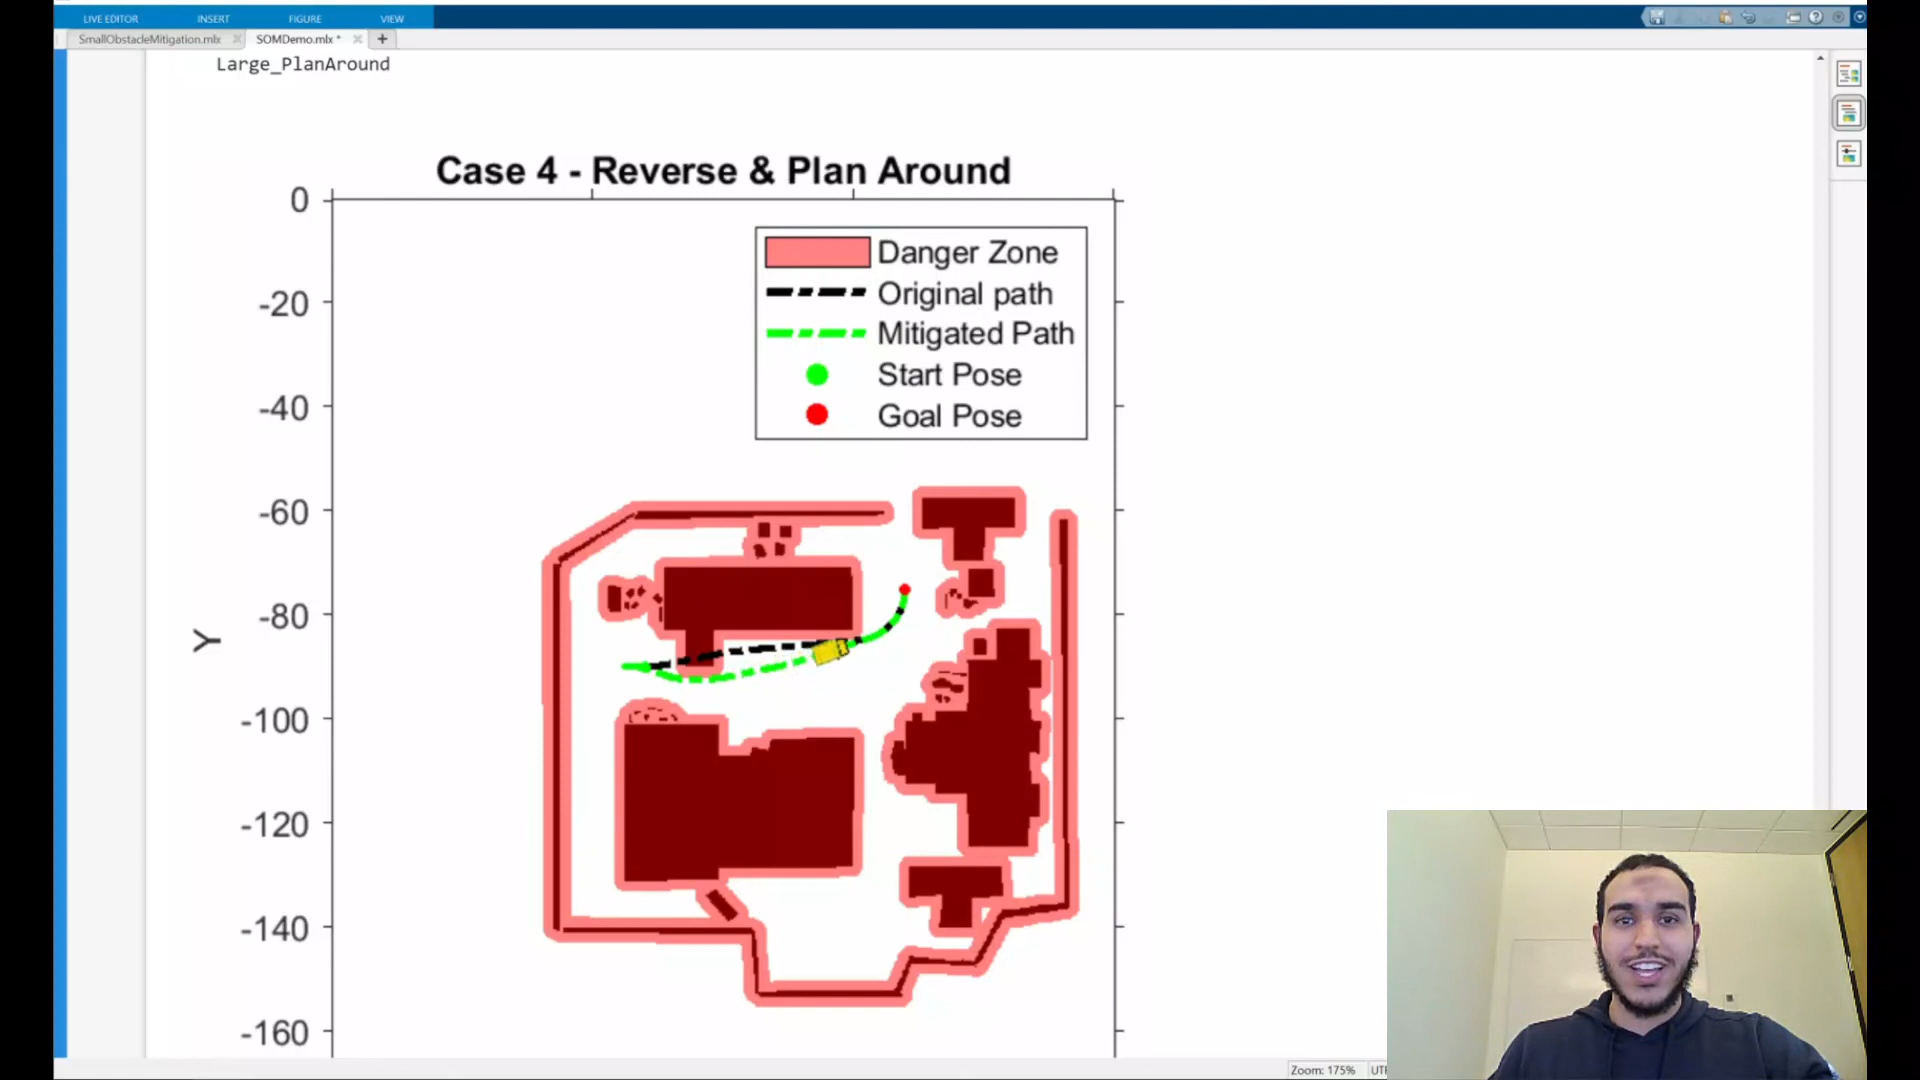 LIVE EDITOR INSERT FIGURE VIEW
SmallObstacleMitigation.mlx SOMDemo.mlx *
Large_PlanAround
Case 4 - Reverse & Plan Around
0
-20
-40
-60
-80
-100
-120
-140
-160
Y
Danger Zone
Original path
Mitigated Path
Start Pose
Goal Pose
Zoom: 175%